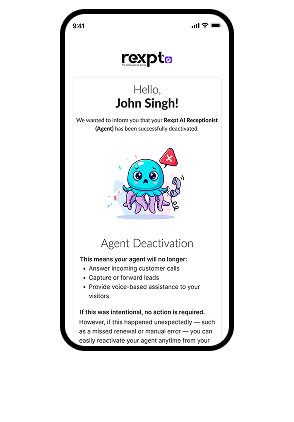 9:41
rexpt
Hello,
John Singh!
We wanted to inform you that your Rexpt AI Receptionist
(Agent) has been successfully deactivated.
Agent Deactivation
This means your agent will no longer:
• Answer incoming customer calls
• Capture or forward leads
• Provide voice-based assistance to your
visitors
If this was intentional, no action is required.
However, if this happened unexpectedly — such
as a missed renewal or manual error — you can
easily reactivate your agent anytime from your